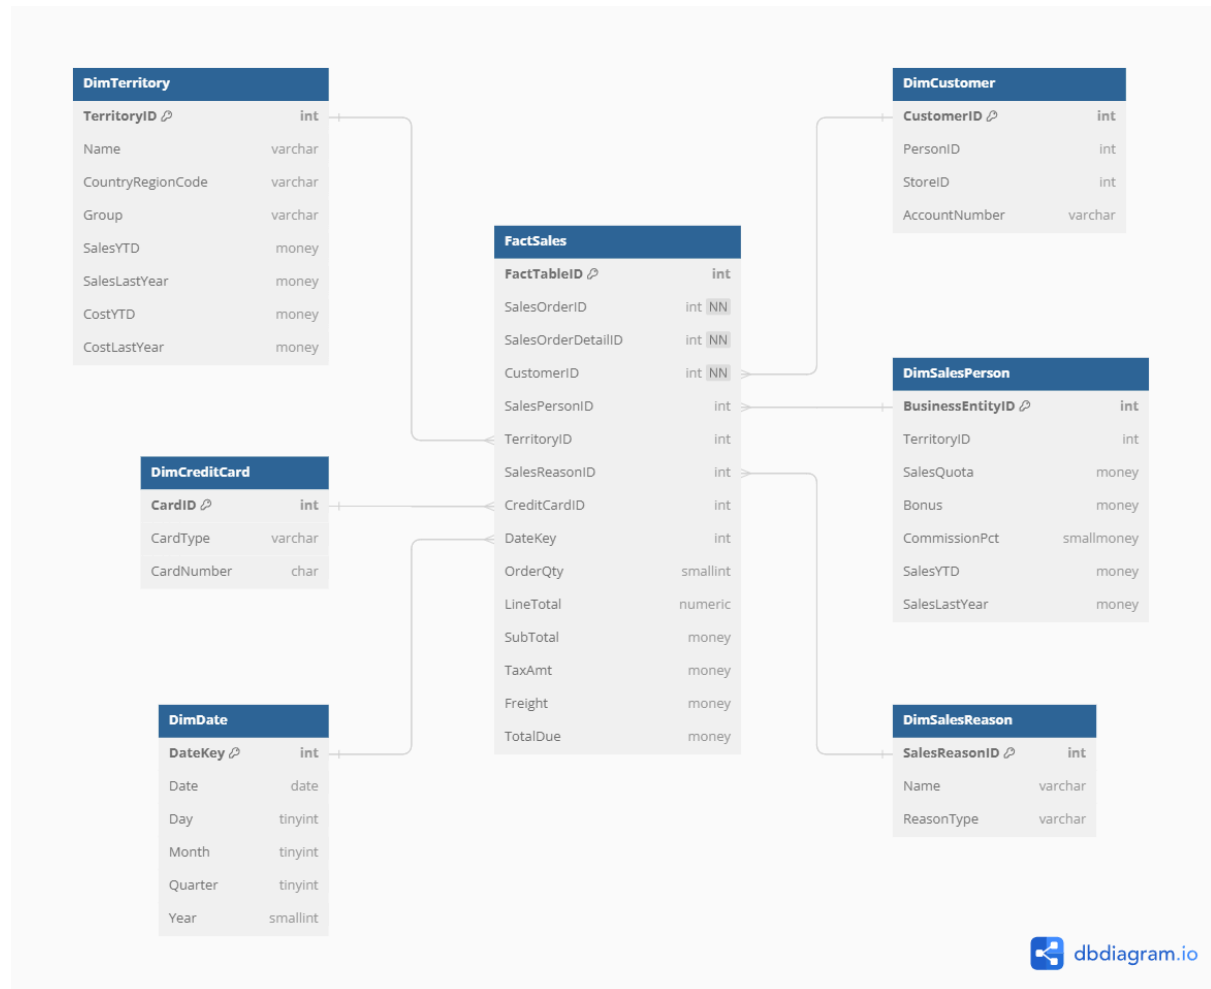 DimTerritory
TerritoryID int
Name varchar
CountryRegionCode varchar
Group varchar
SalesYTD money
SalesLastYear money
CostYTD money
CostLastYear money
DimCreditCard
CardID int
CardType varchar
CardNumber char
DimDate
DateKey int
Date date
Day tinyint
Month tinyint
Quarter tinyint
Year smallint
FactSales
FactTableID int
SalesOrderID int NN
SalesOrderDetailID int NN
CustomerID int NN
SalesPersonID int
TerritoryID int
SalesReasonID int
CreditCardID int
DateKey int
OrderQty smallint
LineTotal numeric
SubTotal money
TaxAmt money
Freight money
TotalDue money
DimCustomer
CustomerID int
PersonID int
StoreID int
AccountNumber varchar
DimSalesPerson
BusinessEntityID int
TerritoryID int
SalesQuota money
Bonus money
CommissionPct smallmoney
SalesYTD money
SalesLastYear money
DimSalesReason
SalesReasonID int
Name varchar
ReasonType varchar
dbdiagram.io